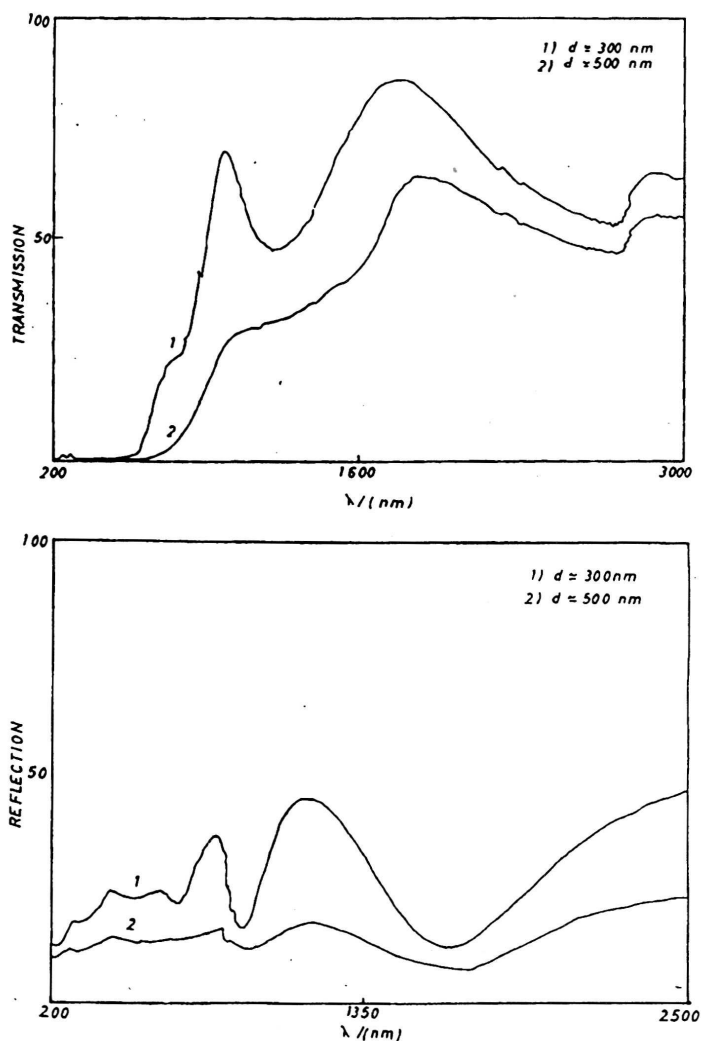 100
1) d ≃ 300 nm
2) d ≃ 500 nm
TRANSMISSION
50
1
2
200
1600
3000
λ/(nm)
100
1) d ≃ 300nm
2) d ≃ 500 nm
REFLECTION
50
1
2
200
1350
2500
λ/(nm)